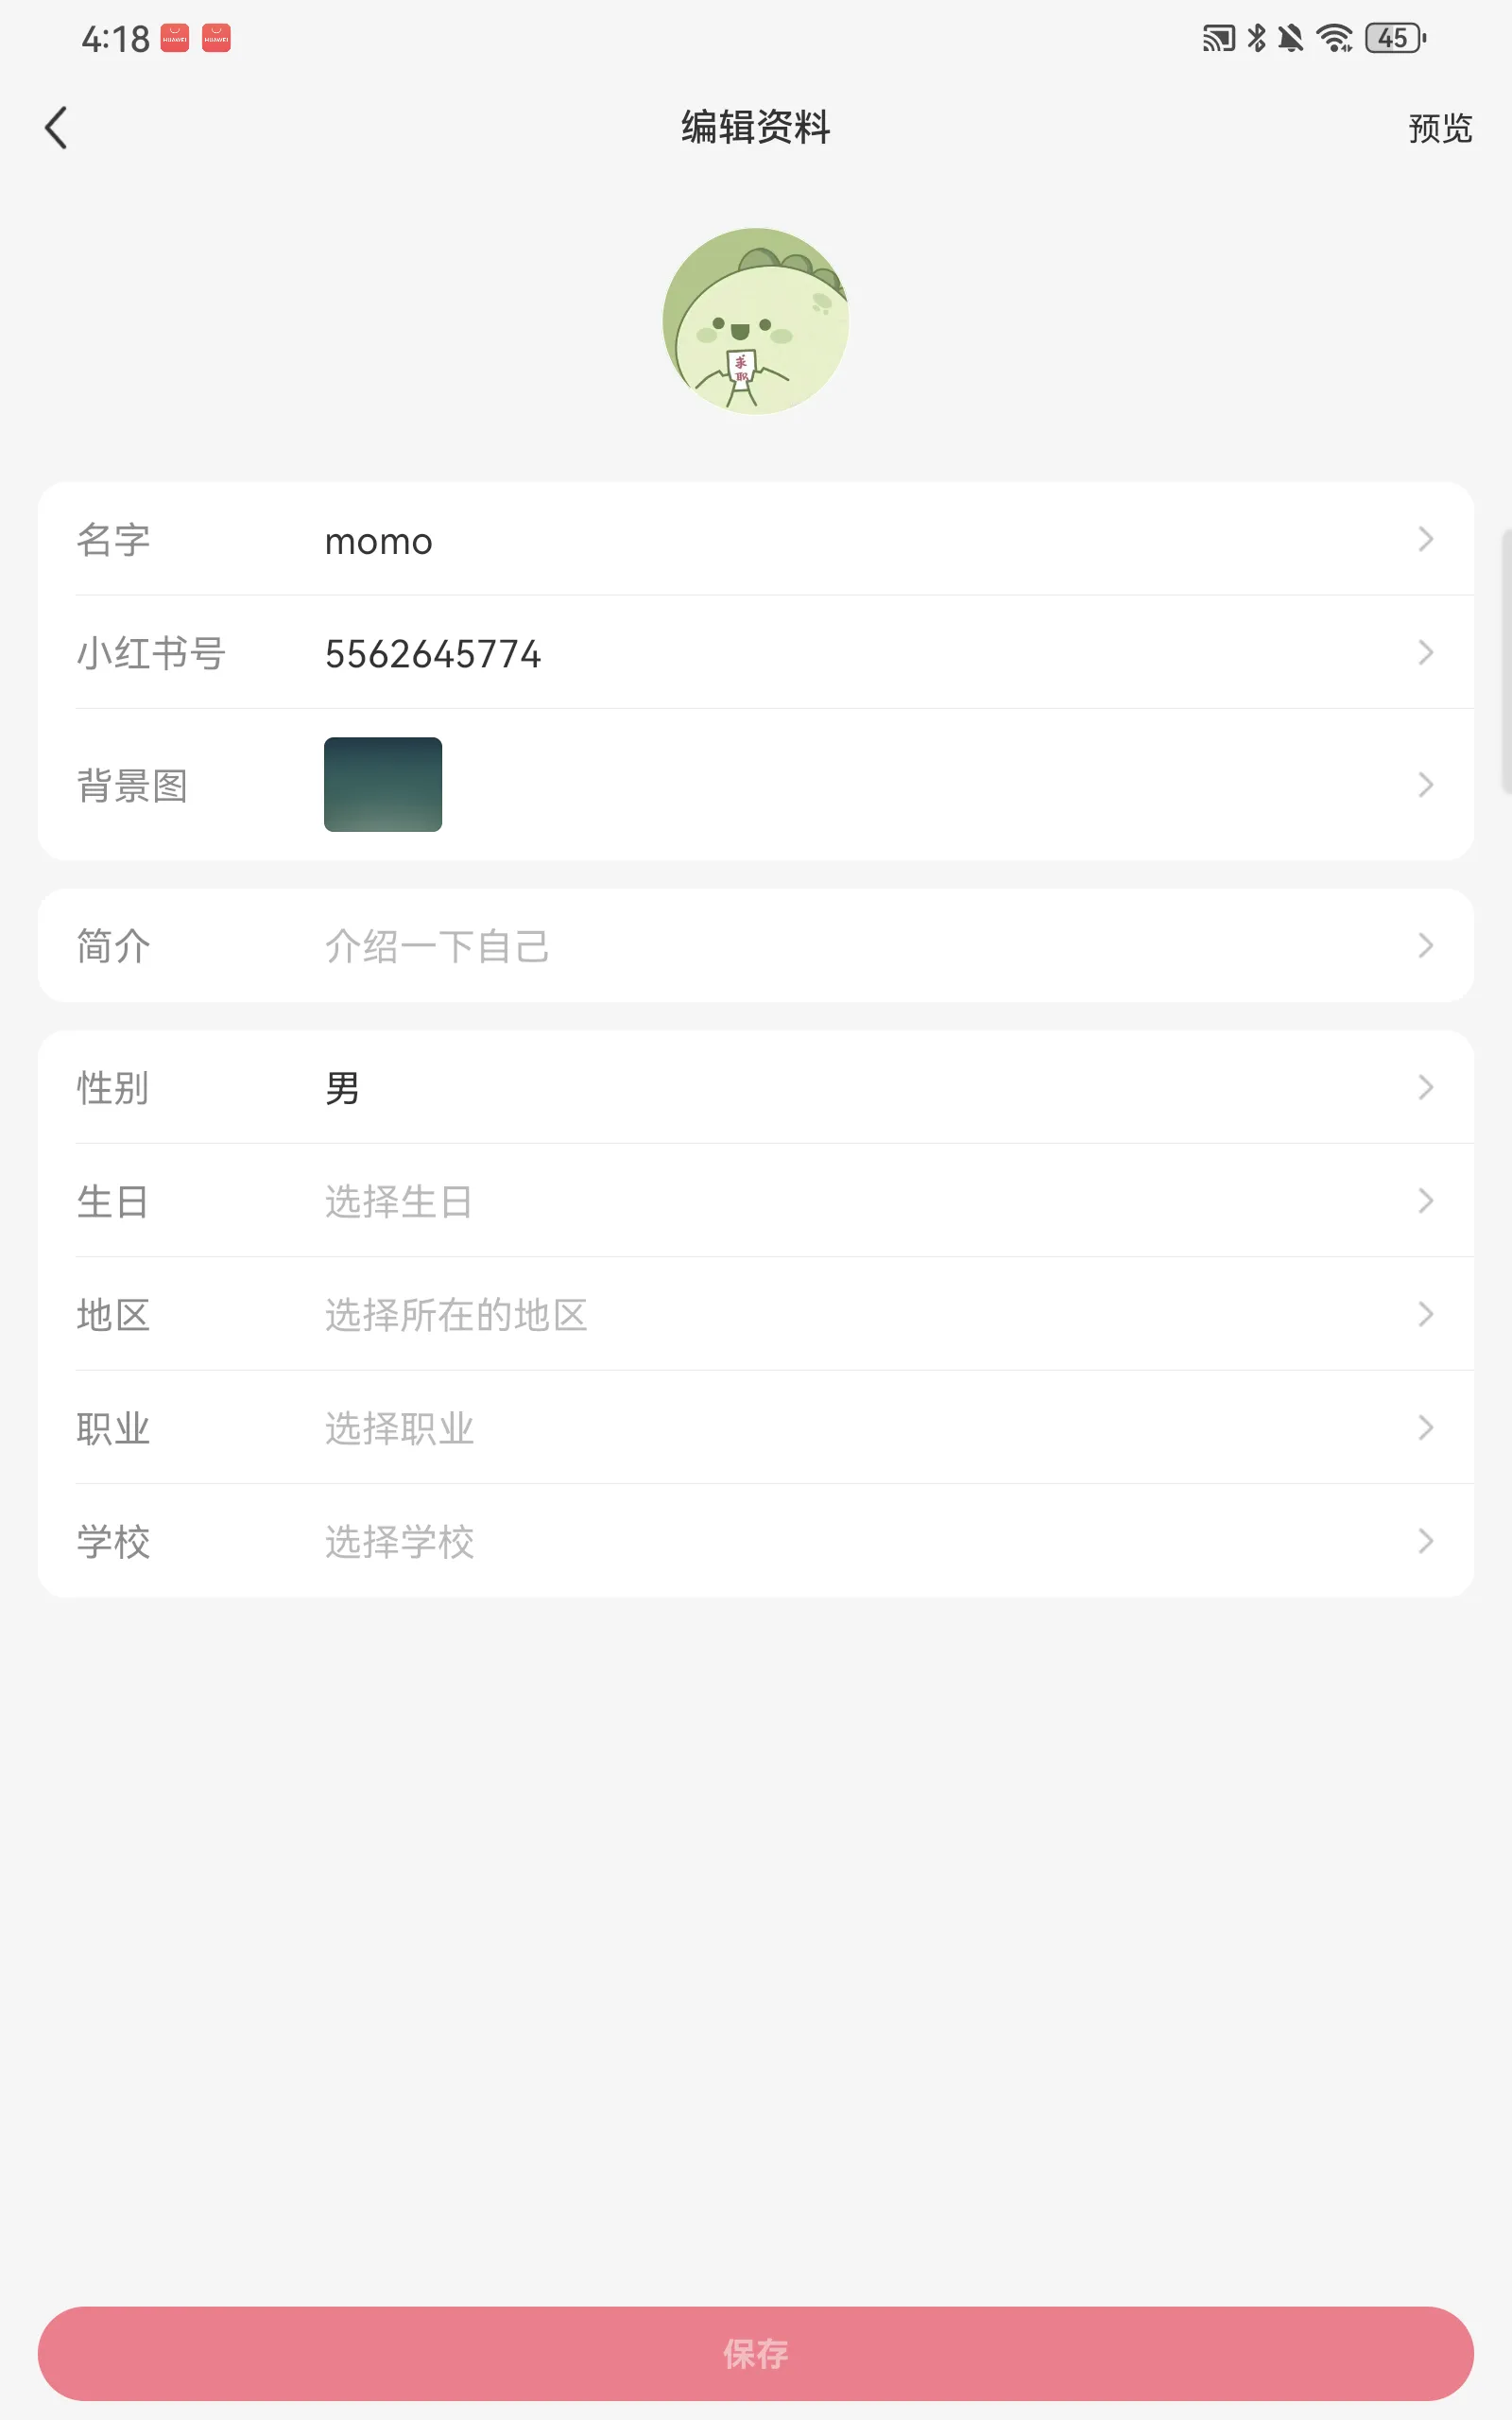 4:18 HUAWEI HUAWEI 45
编辑资料 预览
求
名字 momo
小红书号 5562645774
背景图
简介 介绍一下自己
性别 男
生日 选择生日
地区 选择所在的地区
职业 选择职业
学校 选择学校
保存